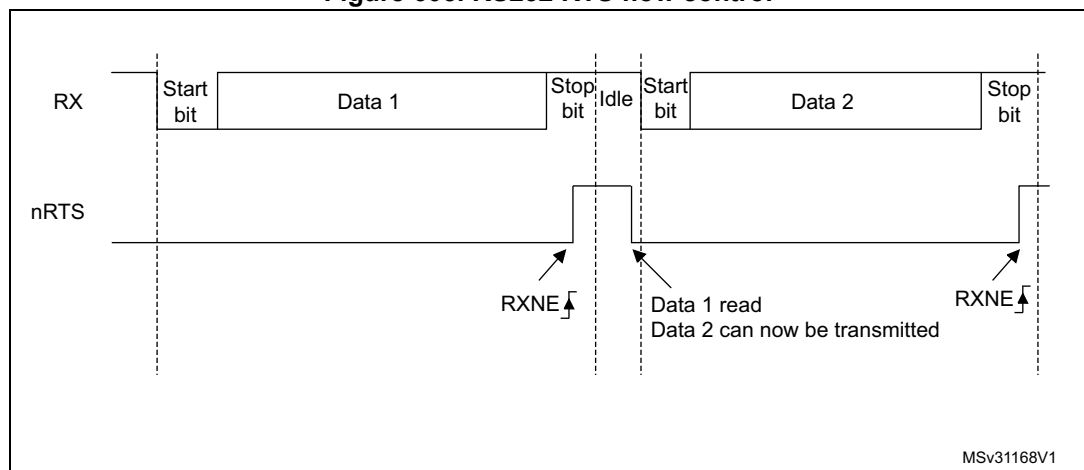 RX
Start
bit
Data 1
Stop
bit
Idle
Start
bit
Data 2
Stop
bit
nRTS
RXNE
Data 1 read
Data 2 can now be transmitted
RXNE
MSv31168V1